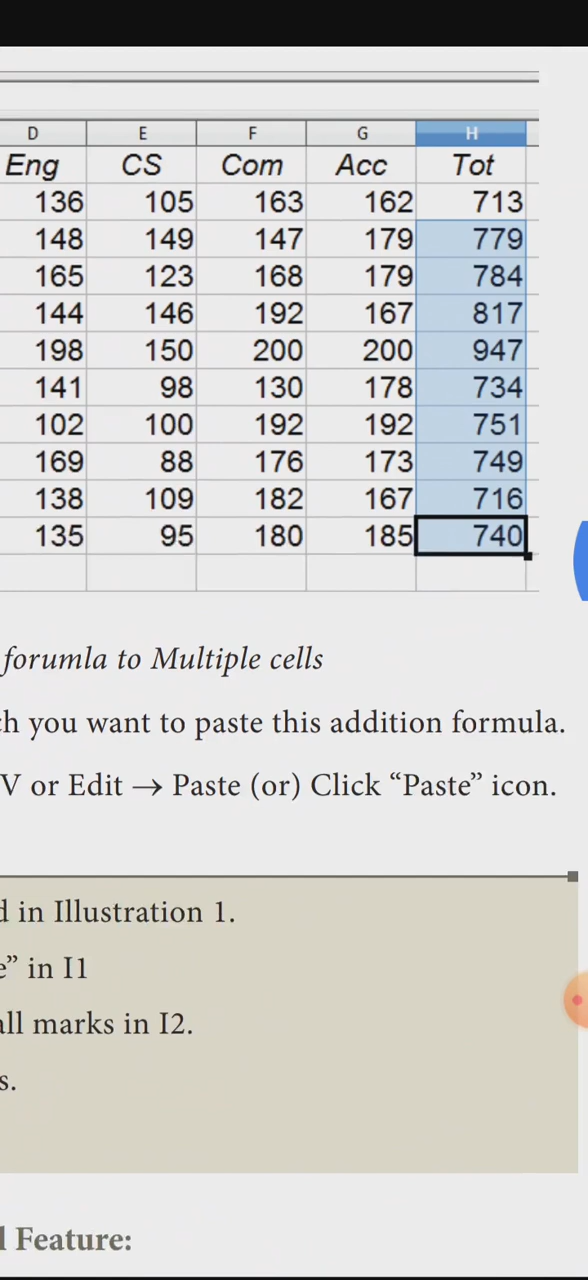 D E F G H
Eng CS Com Acc Tot
136 105 163 162 713
148 149 147 179 779
165 123 168 179 784
144 146 192 167 817
198 150 200 200 947
141 98 130 178 734
102 100 192 192 751
169 88 176 173 749
138 109 182 167 716
135 95 180 185 740
forumla to Multiple cells
ch you want to paste this addition formula.
V or Edit → Paste (or) Click “Paste” icon.
d in Illustration 1.
e” in I1
all marks in I2.
s.
l Feature: